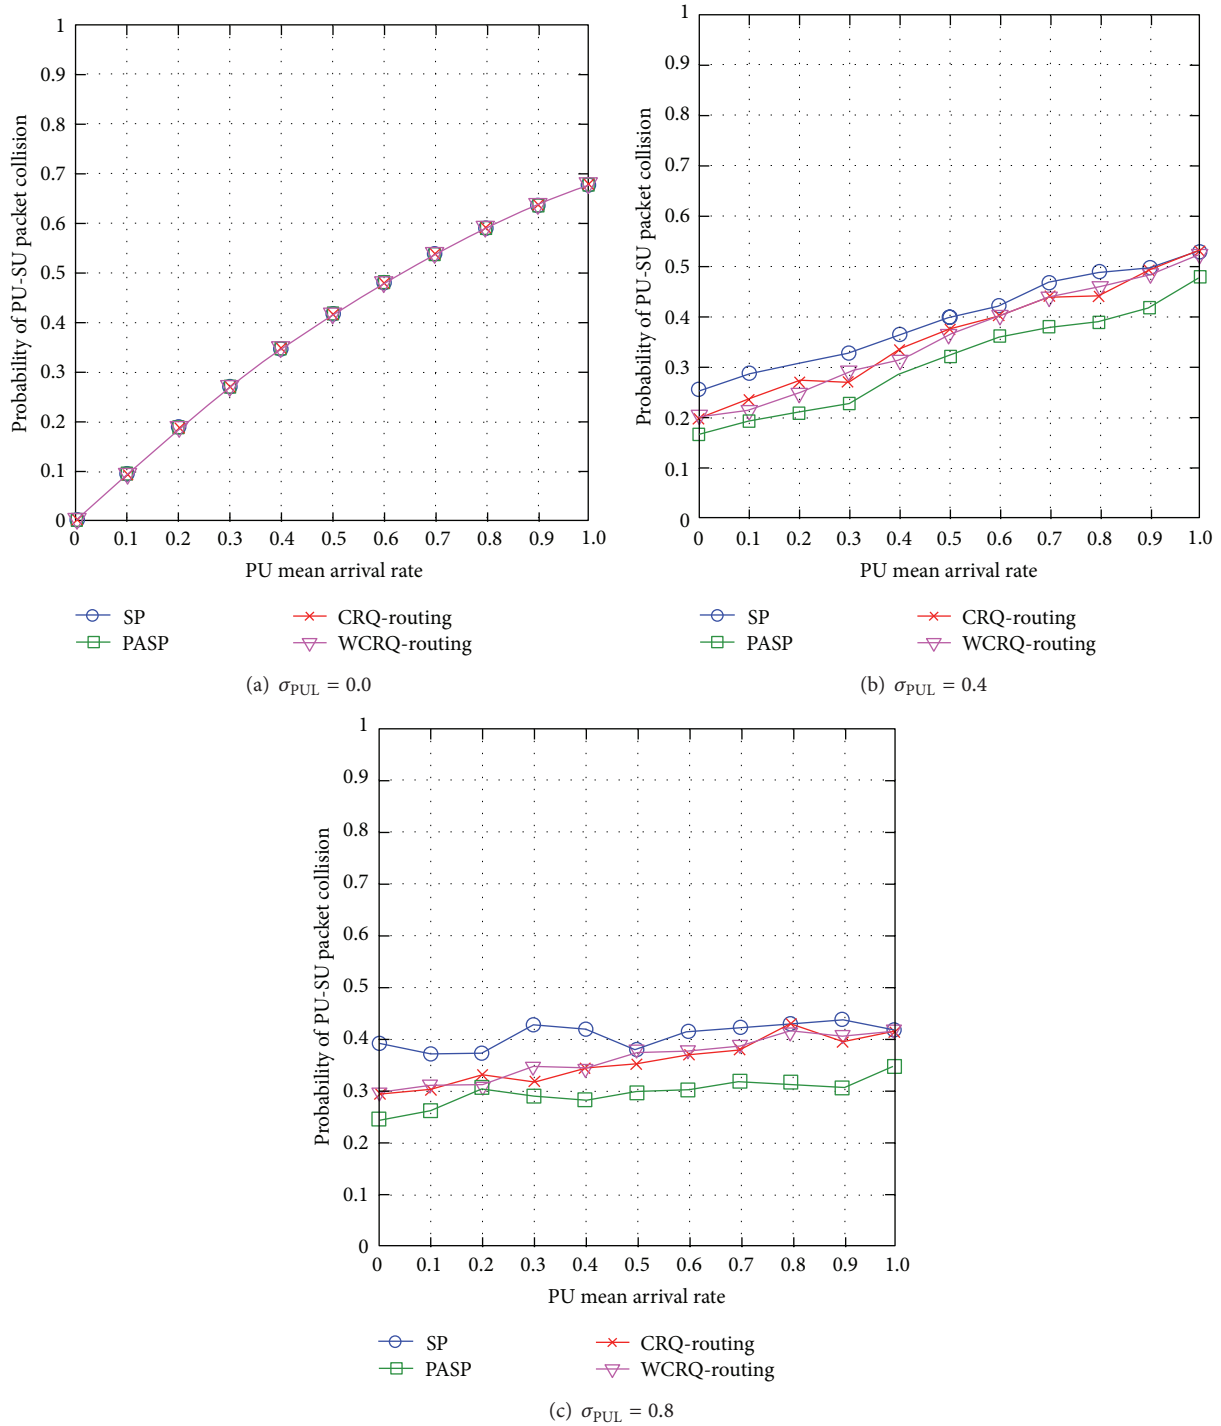 1
0.9
0.8
0.7
0.6
0.5
0.4
0.3
0.2
0.1
0
Probability of PU-SU packet collision
0 0.1 0.2 0.3 0.4 0.5 0.6 0.7 0.8 0.9 1.0
PU mean arrival rate
SP CRQ-routing
PASP WCRQ-routing
(a) σPUL = 0.0
1
0.9
0.8
0.7
0.6
0.5
0.4
0.3
0.2
0.1
0
Probability of PU-SU packet collision
0 0.1 0.2 0.3 0.4 0.5 0.6 0.7 0.8 0.9 1.0
PU mean arrival rate
SP CRQ-routing
PASP WCRQ-routing
(b) σPUL = 0.4
1
0.9
0.8
0.7
0.6
0.5
0.4
0.3
0.2
0.1
0
Probability of PU-SU packet collision
0 0.1 0.2 0.3 0.4 0.5 0.6 0.7 0.8 0.9 1.0
PU mean arrival rate
SP CRQ-routing
PASP WCRQ-routing
(c) σPUL = 0.8